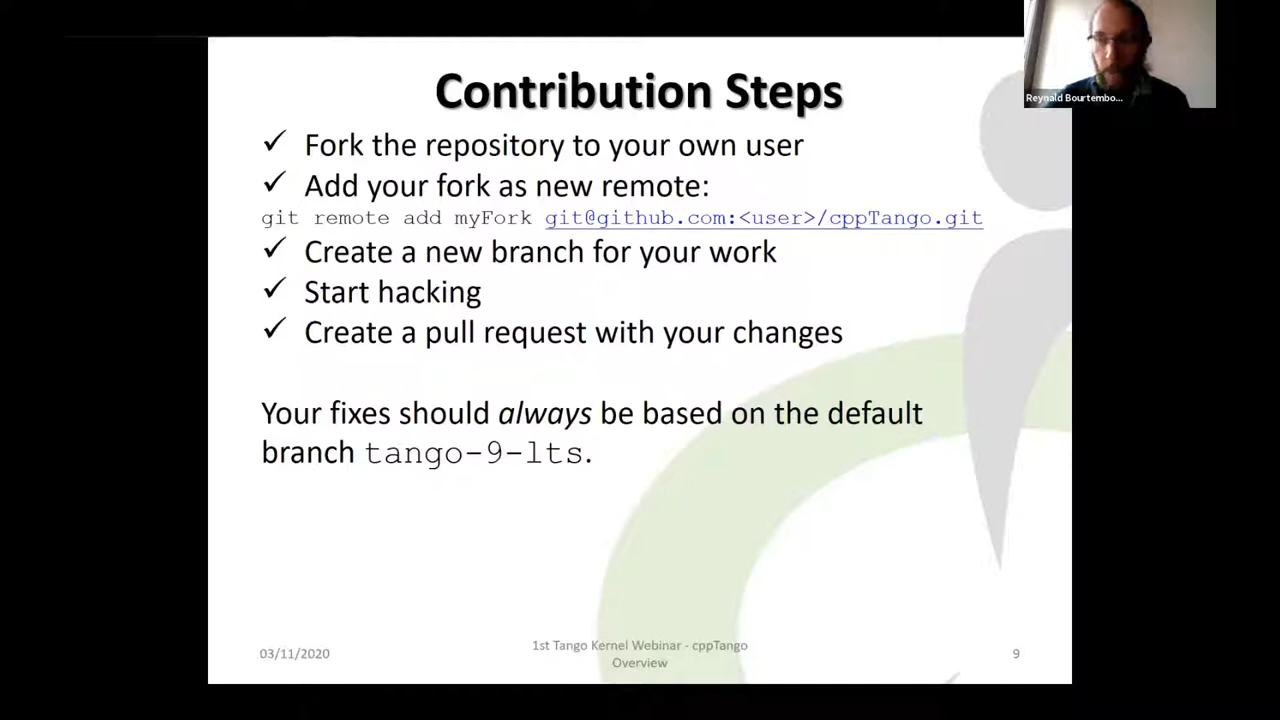 Contribution Steps
✓ Fork the repository to your own user
✓ Add your fork as new remote:
git remote add myFork git@github.com:<user>/cppTango.git
✓ Create a new branch for your work
✓ Start hacking
✓ Create a pull request with your changes
Your fixes should always be based on the default
branch tango-9-lts.
03/11/2020
1st Tango Kernel Webinar - cppTango
Overview
9
Reynald Bourtembo...